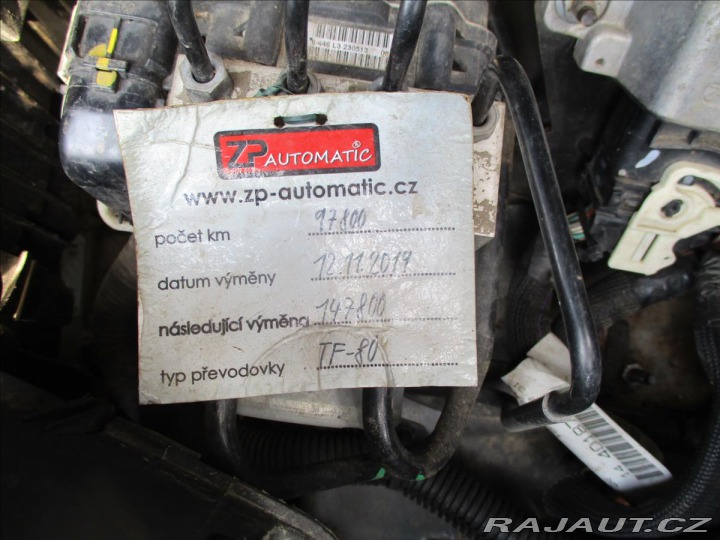 ZP AUTOMATIC
www.zp-automatic.cz
počet km 97800
datum výměny 12.11.2019
následující výměna 147800
typ převodovky TF-80
RAJAUT.CZ